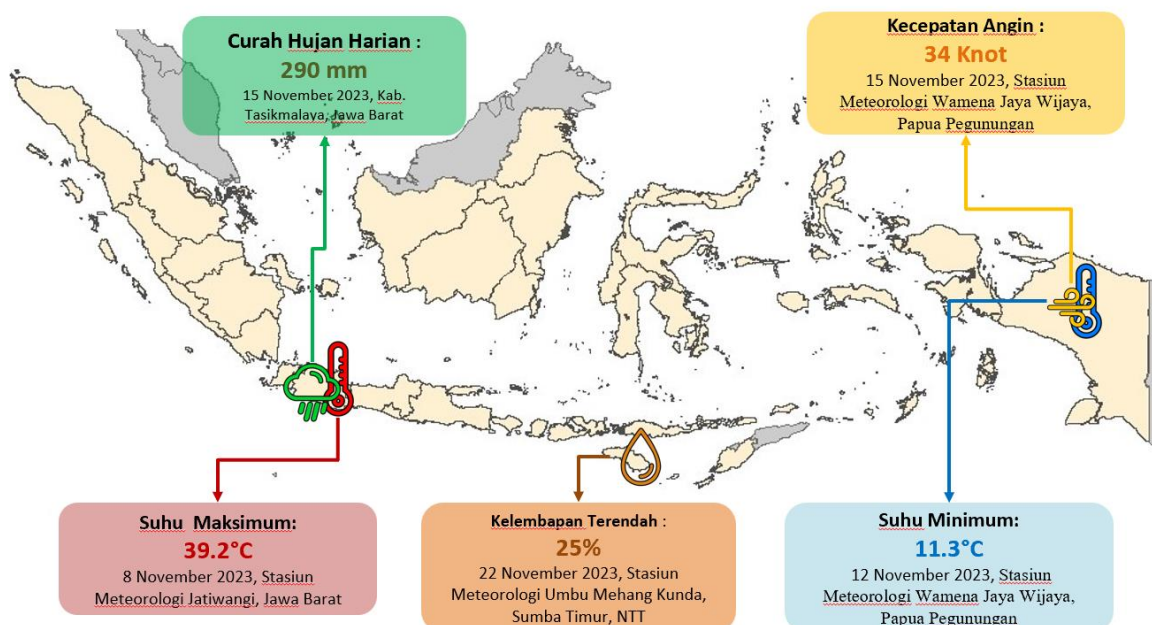 Curah Hujan Harian :
290 mm
15 November 2023, Kab.
Tasikmalaya, Jawa Barat
Kecepatan Angin :
34 Knot
15 November 2023, Stasiun
Meteorologi Wamena Jaya Wijaya,
Papua Pegunungan
Suhu Maksimum:
39.2°C
8 November 2023, Stasiun
Meteorologi Jatiwangi, Jawa Barat
Kelembapan Terendah :
25%
22 November 2023, Stasiun
Meteorologi Umbu Mehang Kunda,
Sumba Timur, NTT
Suhu Minimum:
11.3°C
12 November 2023, Stasiun
Meteorologi Wamena Jaya Wijaya,
Papua Pegunungan